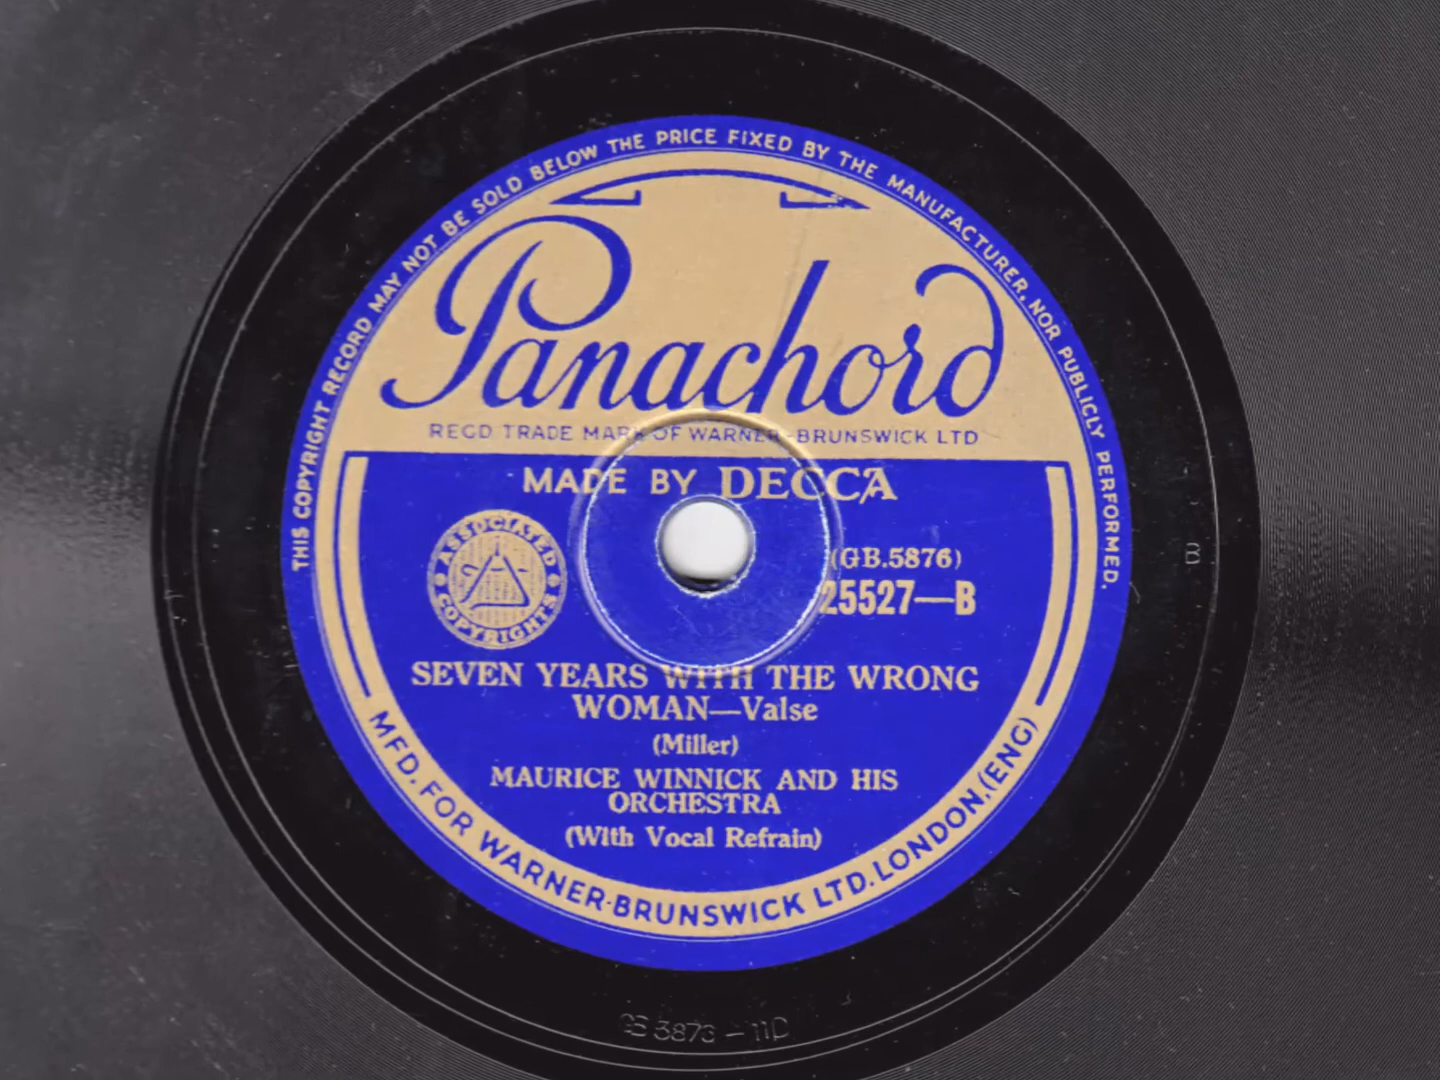 THIS COPYRIGHT RECORD MAY NOT BE SOLD BELOW THE PRICE FIXED BY THE MANUFACTURER, NOR PUBLICLY PERFORMED.
Panachord
REGD TRADE MARK OF WARNER-BRUNSWICK LTD
MADE BY DECCA
ASSOCIATED COPYRIGHTS
(GB.5876)
25527—B
SEVEN YEARS WITH THE WRONG
WOMAN—Valse
(Miller)
MAURICE WINNICK AND HIS
ORCHESTRA
(With Vocal Refrain)
MFD. FOR WARNER-BRUNSWICK LTD. LONDON. (ENG)
B